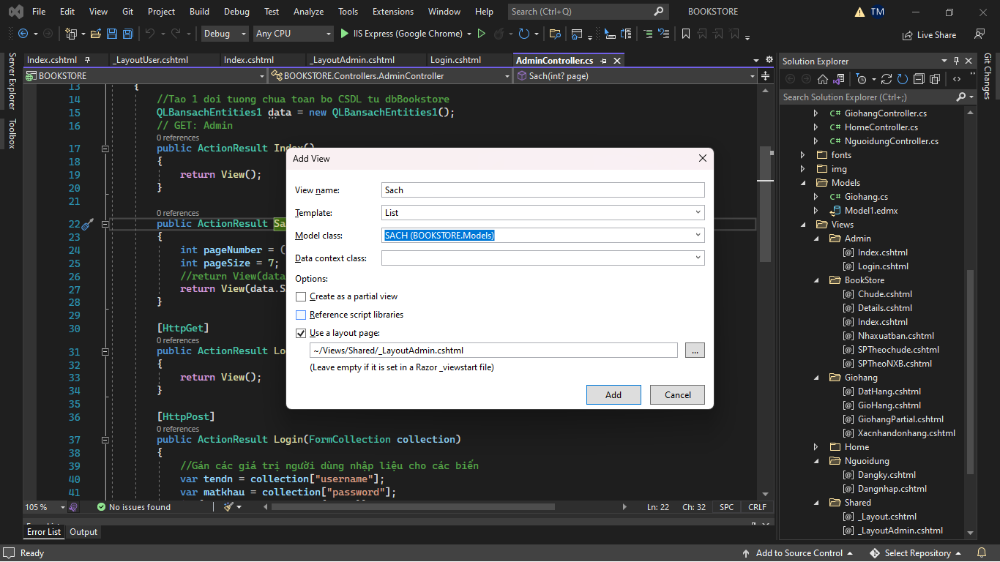 File Edit View Git Project Build Debug Test Analyze Tools Extensions Window Help Search (Ctrl+Q) BOOKSTORE TM
Debug Any CPU IIS Express (Google Chrome) Live Share
Server Explorer
Toolbox
Index.cshtml _LayoutUser.cshtml Index.cshtml _LayoutAdmin.cshtml Login.cshtml AdminController.cs
BOOKSTORE BOOKSTORE.Controllers.AdminController Sach(int? page)
13 {
14 //Tao 1 doi tuong chua toan bo CSDL tu dbBookstore
15 QLBansachEntities1 data = new QLBansachEntities1();
16 // GET: Admin
0 references
17 public ActionResult Index()
18 {
19 return View();
20 }
21
0 references
22 public ActionResult Sa
23 {
24 int pageNumber = (
25 int pageSize = 7;
26 //return View(data
27 return View(data.S
28 }
29
30 [HttpGet]
0 references
31 public ActionResult Lo
32 {
33 return View();
34 }
35
36 [HttpPost]
0 references
37 public ActionResult Login(FormCollection collection)
38 {
39 //Gán các giá trị người dùng nhập liệu cho các biến
40 var tendn = collection["username"];
41 var matkhau = collection["password"];
105 % No issues found Ln: 22 Ch: 32 SPC CRLF
Error List Output
Add View
View name: Sach
Template: List
Model class: SACH (BOOKSTORE.Models)
Data context class:
Options:
Create as a partial view
Reference script libraries
Use a layout page:
~/Views/Shared/_LayoutAdmin.cshtml ...
(Leave empty if it is set in a Razor _viewstart file)
Add Cancel
Solution Explorer
Search Solution Explorer (Ctrl+;)
C# GiohangController.cs
C# HomeController.cs
C# NguoidungController.cs
fonts
img
Models
C# Giohang.cs
Model1.edmx
Views
Admin
[@] Index.cshtml
[@] Login.cshtml
BookStore
[@] Chude.cshtml
[@] Details.cshtml
[@] Index.cshtml
[@] Nhaxuatban.cshtml
[@] SPTheochude.cshtml
[@] SPTheoNXB.cshtml
Giohang
[@] DatHang.cshtml
[@] GioHang.cshtml
[@] GiohangPartial.cshtml
[@] Xacnhandonhang.cshtml
Home
Nguoidung
[@] Dangky.cshtml
[@] Dangnhap.cshtml
Shared
[@] _Layout.cshtml
[@] _LayoutAdmin.cshtml
Git Changes
Ready Add to Source Control Select Repository